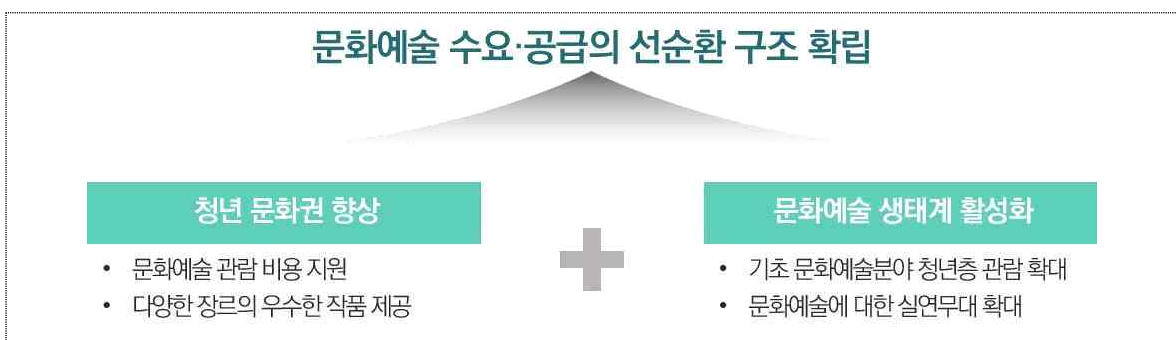 문화예술 수요·공급의 선순환 구조 확립
청년 문화권 향상
• 문화예술 관람 비용 지원
• 다양한 장르의 우수한 작품 제공
문화예술 생태계 활성화
• 기초 문화예술분야 청년층 관람 확대
• 문화예술에 대한 실연무대 확대